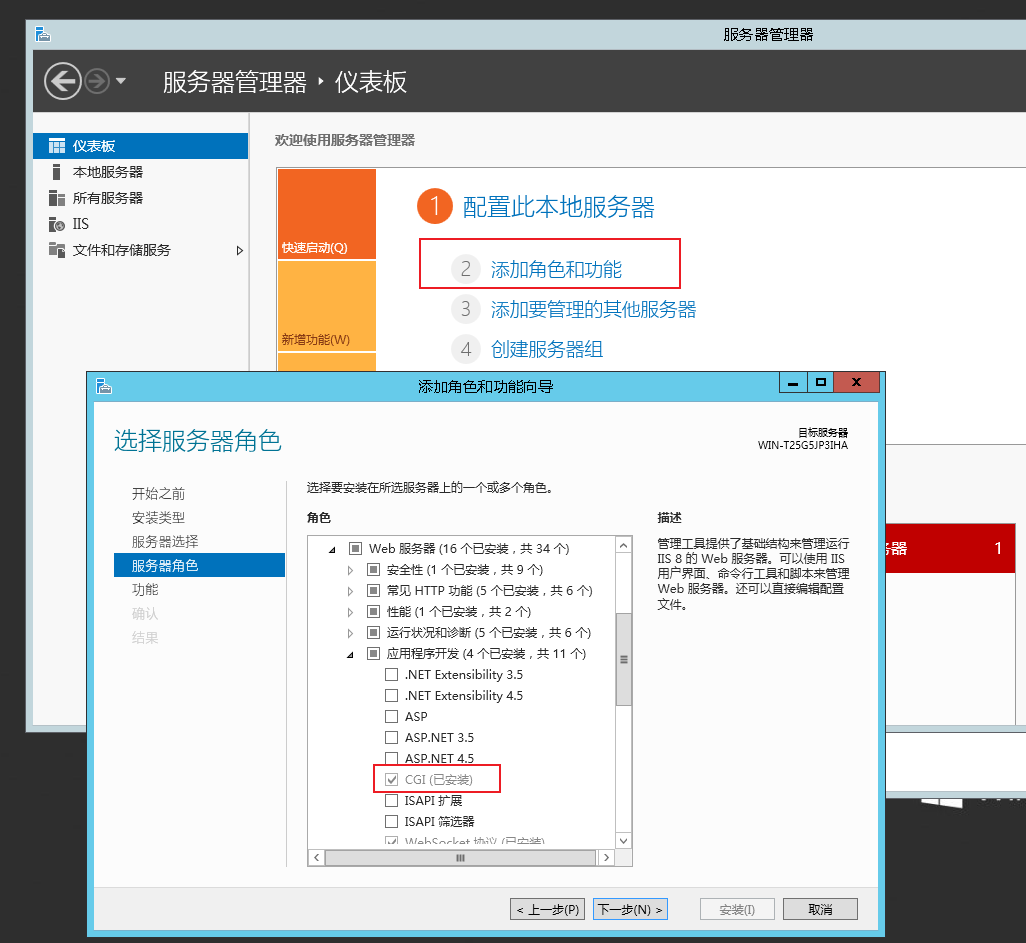 服务器管理器
服务器管理器 ‣ 仪表板
仪表板
本地服务器
所有服务器
IIS
文件和存储服务
欢迎使用服务器管理器
快速启动(Q)
新增功能(W)
1 配置此本地服务器
2 添加角色和功能
3 添加要管理的其他服务器
4 创建服务器组
务器 1
添加角色和功能向导
选择服务器角色
目标服务器
WIN-T25G5JP3IHA
开始之前
安装类型
服务器选择
服务器角色
功能
确认
结果
选择要安装在所选服务器上的一个或多个角色。
角色
Web 服务器 (16 个已安装，共 34 个)
安全性 (1 个已安装，共 9 个)
常见 HTTP 功能 (5 个已安装，共 6 个)
性能 (1 个已安装，共 2 个)
运行状况和诊断 (5 个已安装，共 6 个)
应用程序开发 (4 个已安装，共 11 个)
.NET Extensibility 3.5
.NET Extensibility 4.5
ASP
ASP.NET 3.5
ASP.NET 4.5
CGI (已安装)
ISAPI 扩展
ISAPI 筛选器
WebSocket 协议 (已安装)
描述
管理工具提供了基础结构来管理运行
IIS 8 的 Web 服务器。可以使用 IIS
用户界面、命令行工具和脚本来管理
Web 服务器。还可以直接编辑配置
文件。
< 上一步(P)
下一步(N) >
安装(I)
取消